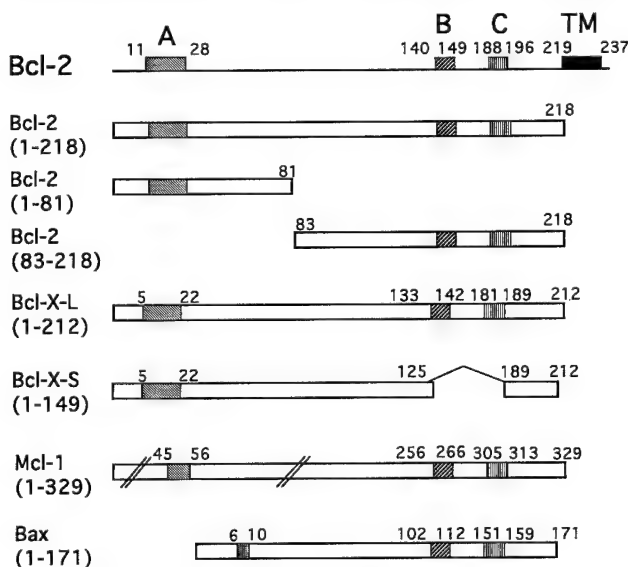 A B C TM
11 28 140 149 188 196 219 237
Bcl-2
218
Bcl-2
(1-218)
81
Bcl-2
(1-81)
83 218
Bcl-2
(83-218)
5 22 133 142 181 189 212
Bcl-X-L
(1-212)
5 22 125 189 212
Bcl-X-S
(1-149)
45 56 256 266 305 313 329
Mcl-1
(1-329)
6 10 102 112 151 159 171
Bax
(1-171)